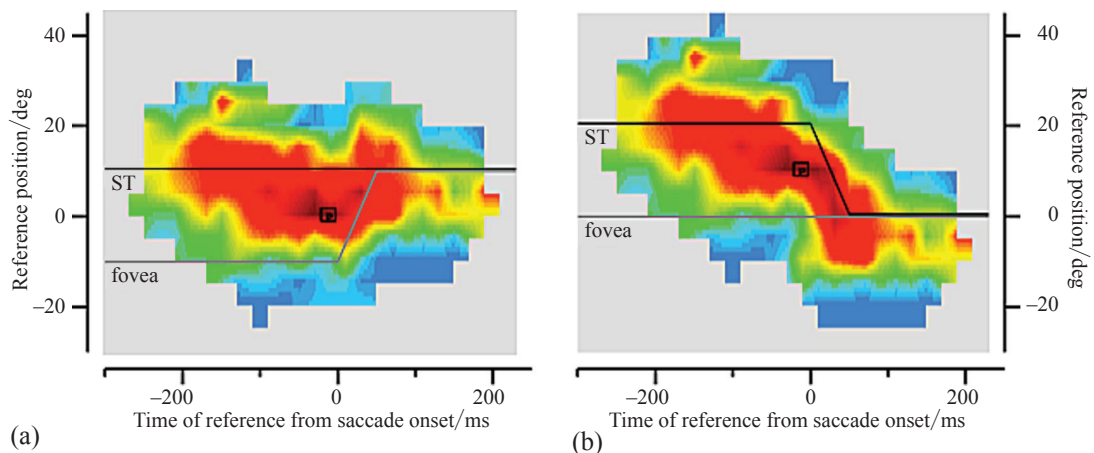 40
20
0
–20
Reference position/deg
ST
fovea
–200
0
200
Time of reference from saccade onset/ms
(a)
ST
fovea
40
20
0
–20
Reference position/deg
–200
0
200
Time of reference from saccade onset/ms
(b)